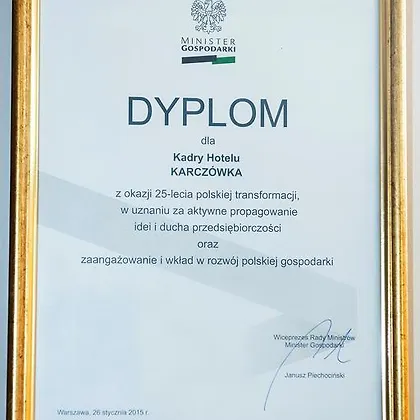 MINISTER
GOSPODARKI
DYPLOM
dla
Kadry Hotelu
KARCZÓWKA
z okazji 25-lecia polskiej transformacji,
w uznaniu za aktywne propagowanie
idei i ducha przedsiębiorczości
oraz
zaangażowanie i wkład w rozwój polskiej gospodarki
Wiceprezes Rady Ministrów
Minister Gospodarki
Janusz Piechociński
Warszawa, 26 stycznia 2015 r.